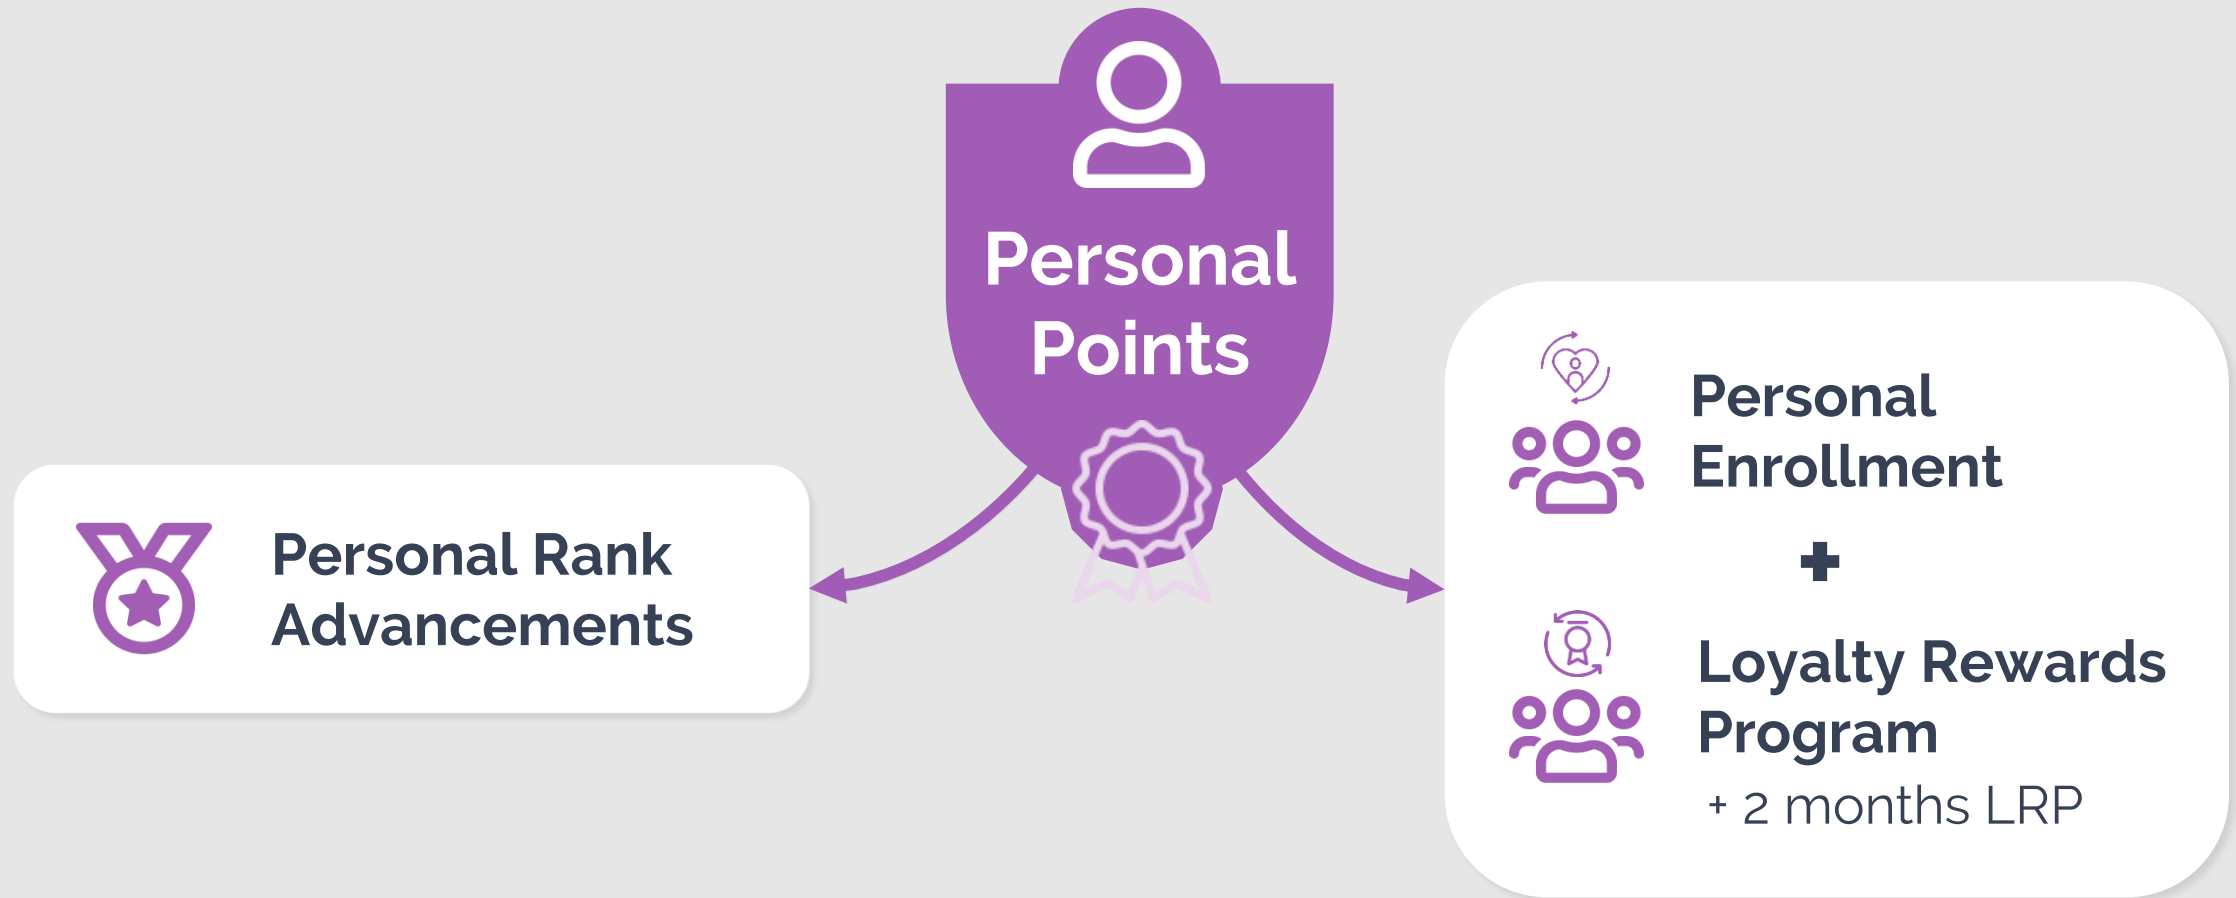 Personal
Points
Personal Rank
Advancements
Personal
Enrollment
+
Loyalty Rewards
Program
+ 2 months LRP